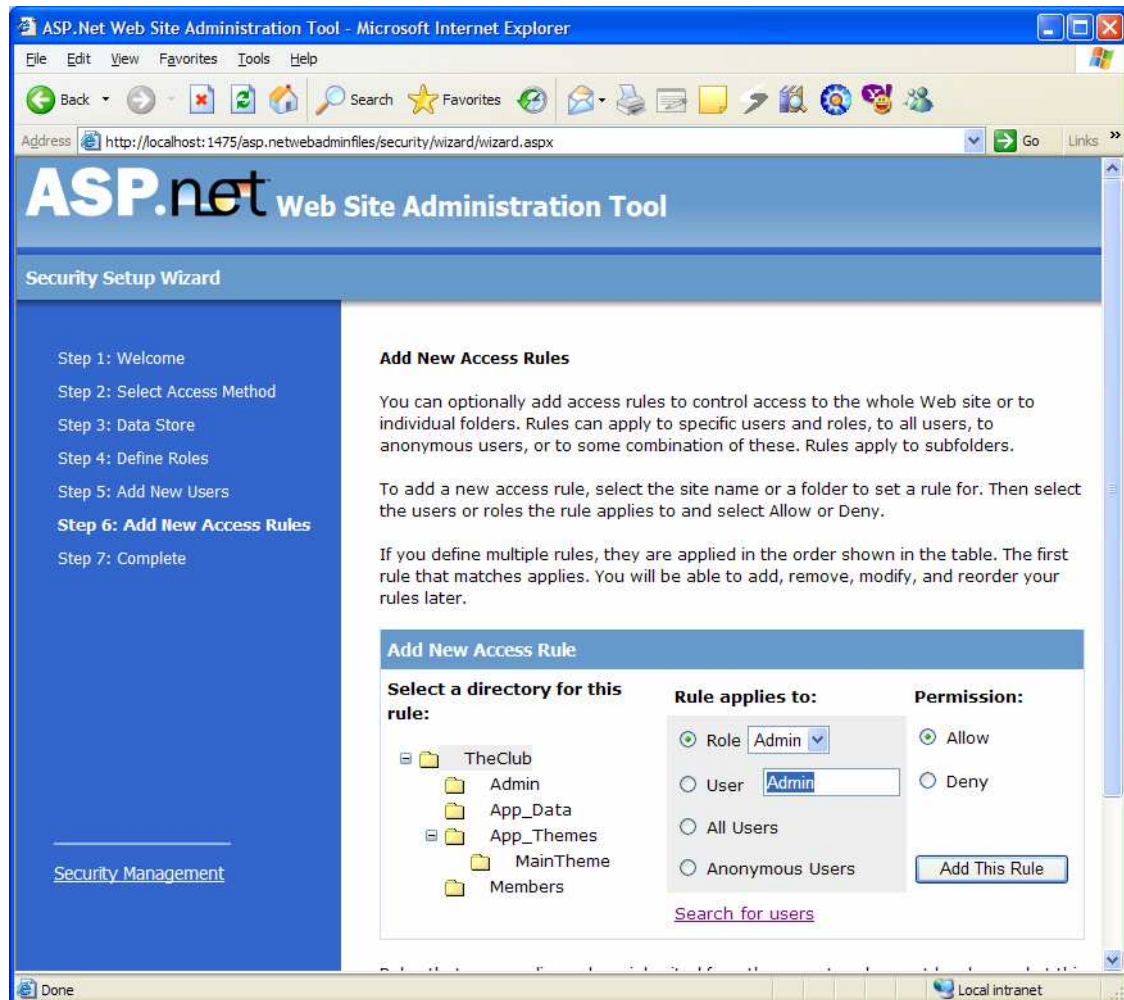 ASP.Net Web Site Administration Tool - Microsoft Internet Explorer
File Edit View Favorites Tools Help
Back Search Favorites
Address http://localhost:1475/asp.netwebadminfiles/security/wizard/wizard.aspx Go Links »
ASP.net Web Site Administration Tool
Security Setup Wizard
Step 1: Welcome
Step 2: Select Access Method
Step 3: Data Store
Step 4: Define Roles
Step 5: Add New Users
Step 6: Add New Access Rules
Step 7: Complete
Security Management
Add New Access Rules
You can optionally add access rules to control access to the whole Web site or to
individual folders. Rules can apply to specific users and roles, to all users, to
anonymous users, or to some combination of these. Rules apply to subfolders.
To add a new access rule, select the site name or a folder to set a rule for. Then select
the users or roles the rule applies to and select Allow or Deny.
If you define multiple rules, they are applied in the order shown in the table. The first
rule that matches applies. You will be able to add, remove, modify, and reorder your
rules later.
Add New Access Rule
Select a directory for this
rule:
TheClub
Admin
App_Data
App_Themes
MainTheme
Members
Rule applies to:
Role Admin
User Admin
All Users
Anonymous Users
Search for users
Permission:
Allow
Deny
Add This Rule
Done Local intranet